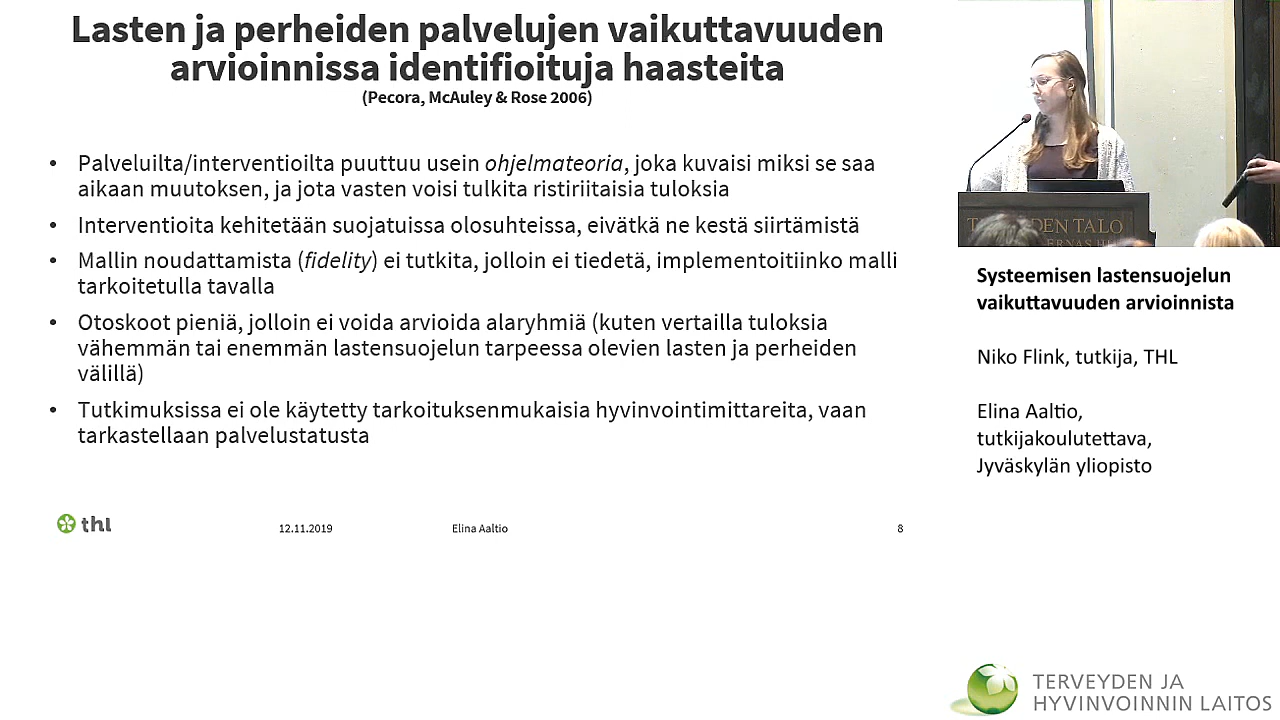 Lasten ja perheiden palvelujen vaikuttavuuden
arvioinnissa identifioituja haasteita
(Pecora, McAuley & Rose 2006)
• Palveluilta/interventioilta puuttuu usein ohjelmateoria, joka kuvaisi miksi se saa
aikaan muutoksen, ja jota vasten voisi tulkita ristiriitaisia tuloksia
• Interventioita kehitetään suojatuissa olosuhteissa, eivätkä ne kestä siirtämistä
• Mallin noudattamista (fidelity) ei tutkita, jolloin ei tiedetä, implementoitiinko malli
tarkoitetulla tavalla
• Otoskoot pieniä, jolloin ei voida arvioida alaryhmiä (kuten vertailla tuloksia
vähemmän tai enemmän lastensuojelun tarpeessa olevien lasten ja perheiden
välillä)
• Tutkimuksissa ei ole käytetty tarkoituksenmukaisia hyvinvointimittareita, vaan
tarkastellaan palvelustatusta
thl
12.11.2019
Elina Aaltio
8
DEN TALO
Systeemisen lastensuojelun
vaikuttavuuden arvioinnista
Niko Flink, tutkija, THL
Elina Aaltio,
tutkijakoulutettava,
Jyväskylän yliopisto
TERVEYDEN JA
HYVINVOINNIN LAITOS